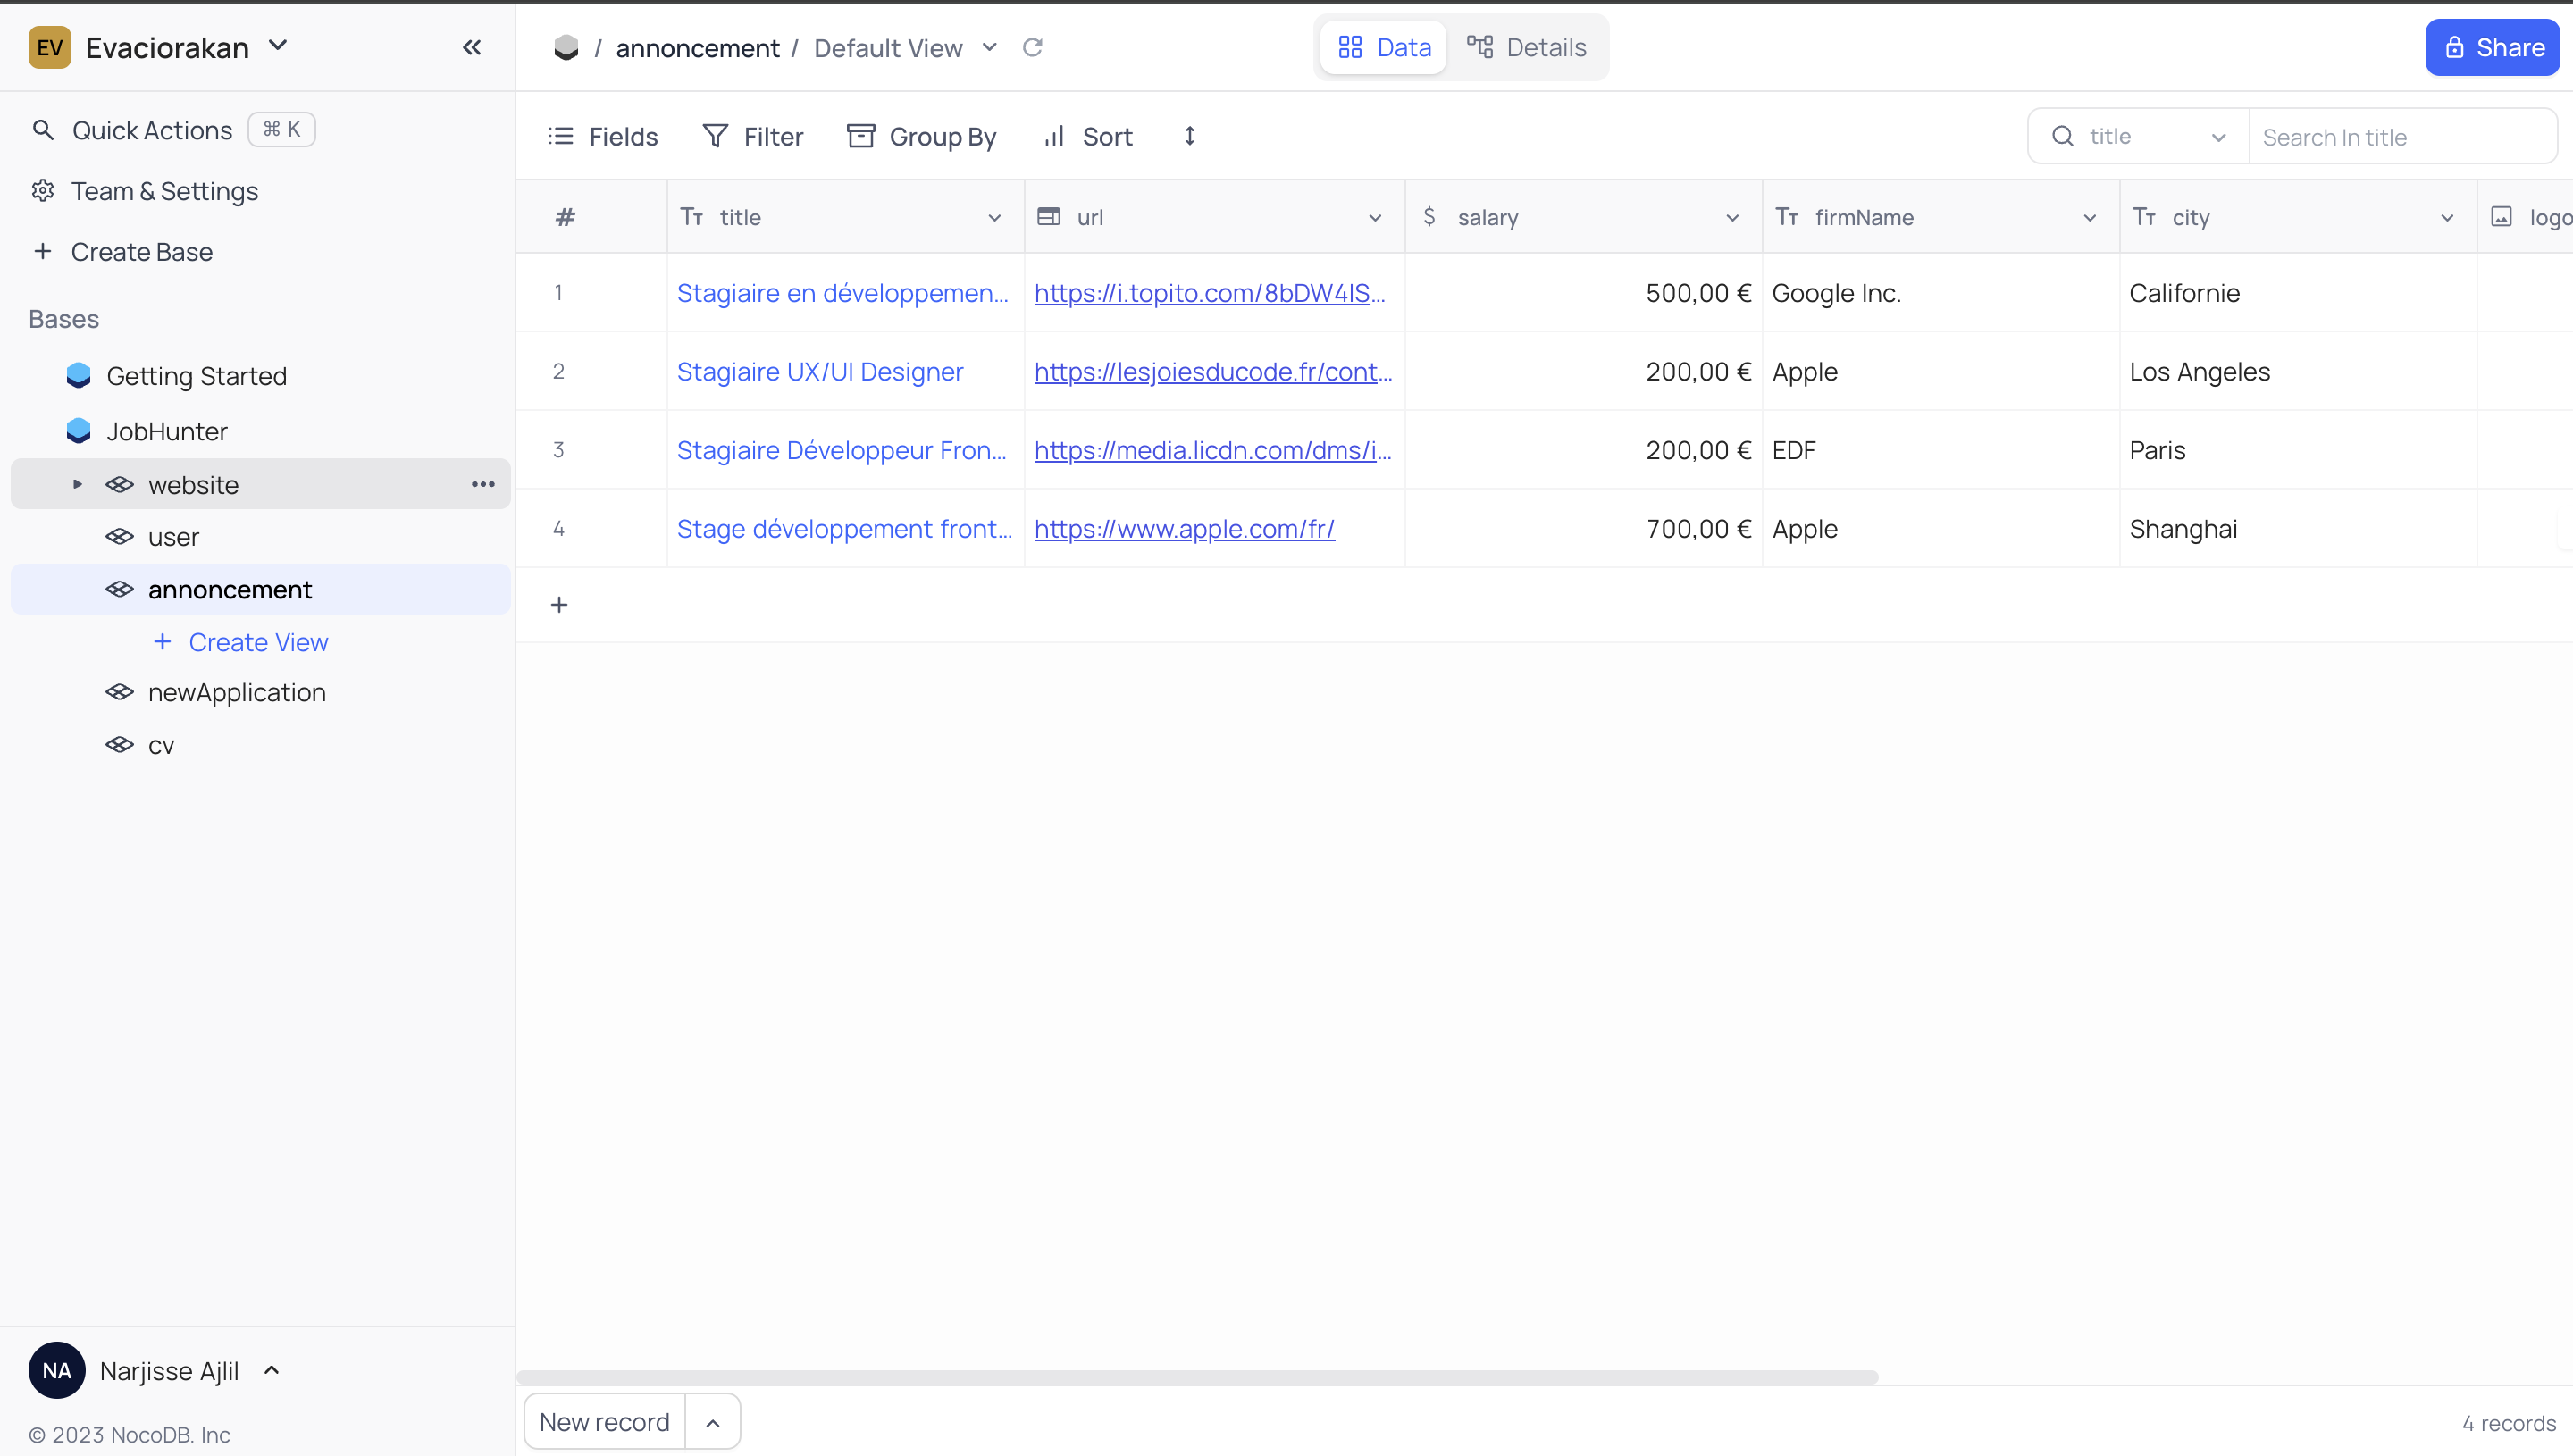 EV Evaciorakan
/ annoncement / Default View
Data
Details
Share
Quick Actions ⌘ K
Team & Settings
Create Base
Bases
Getting Started
JobHunter
website
user
annoncement
+ Create View
newApplication
cv
NA Narjisse Ajlil
© 2023 NocoDB. Inc
Fields
Filter
Group By
Sort
title
Search In title
# title url $ salary firmName city logo
1 Stagiaire en développemen... https://i.topito.com/8bDW4IS... 500,00 € Google Inc. Californie
2 Stagiaire UX/UI Designer https://lesjoiesducode.fr/cont... 200,00 € Apple Los Angeles
3 Stagiaire Développeur Fron... https://media.licdn.com/dms/i... 200,00 € EDF Paris
4 Stage développement front... https://www.apple.com/fr/ 700,00 € Apple Shanghai
+
New record
4 records